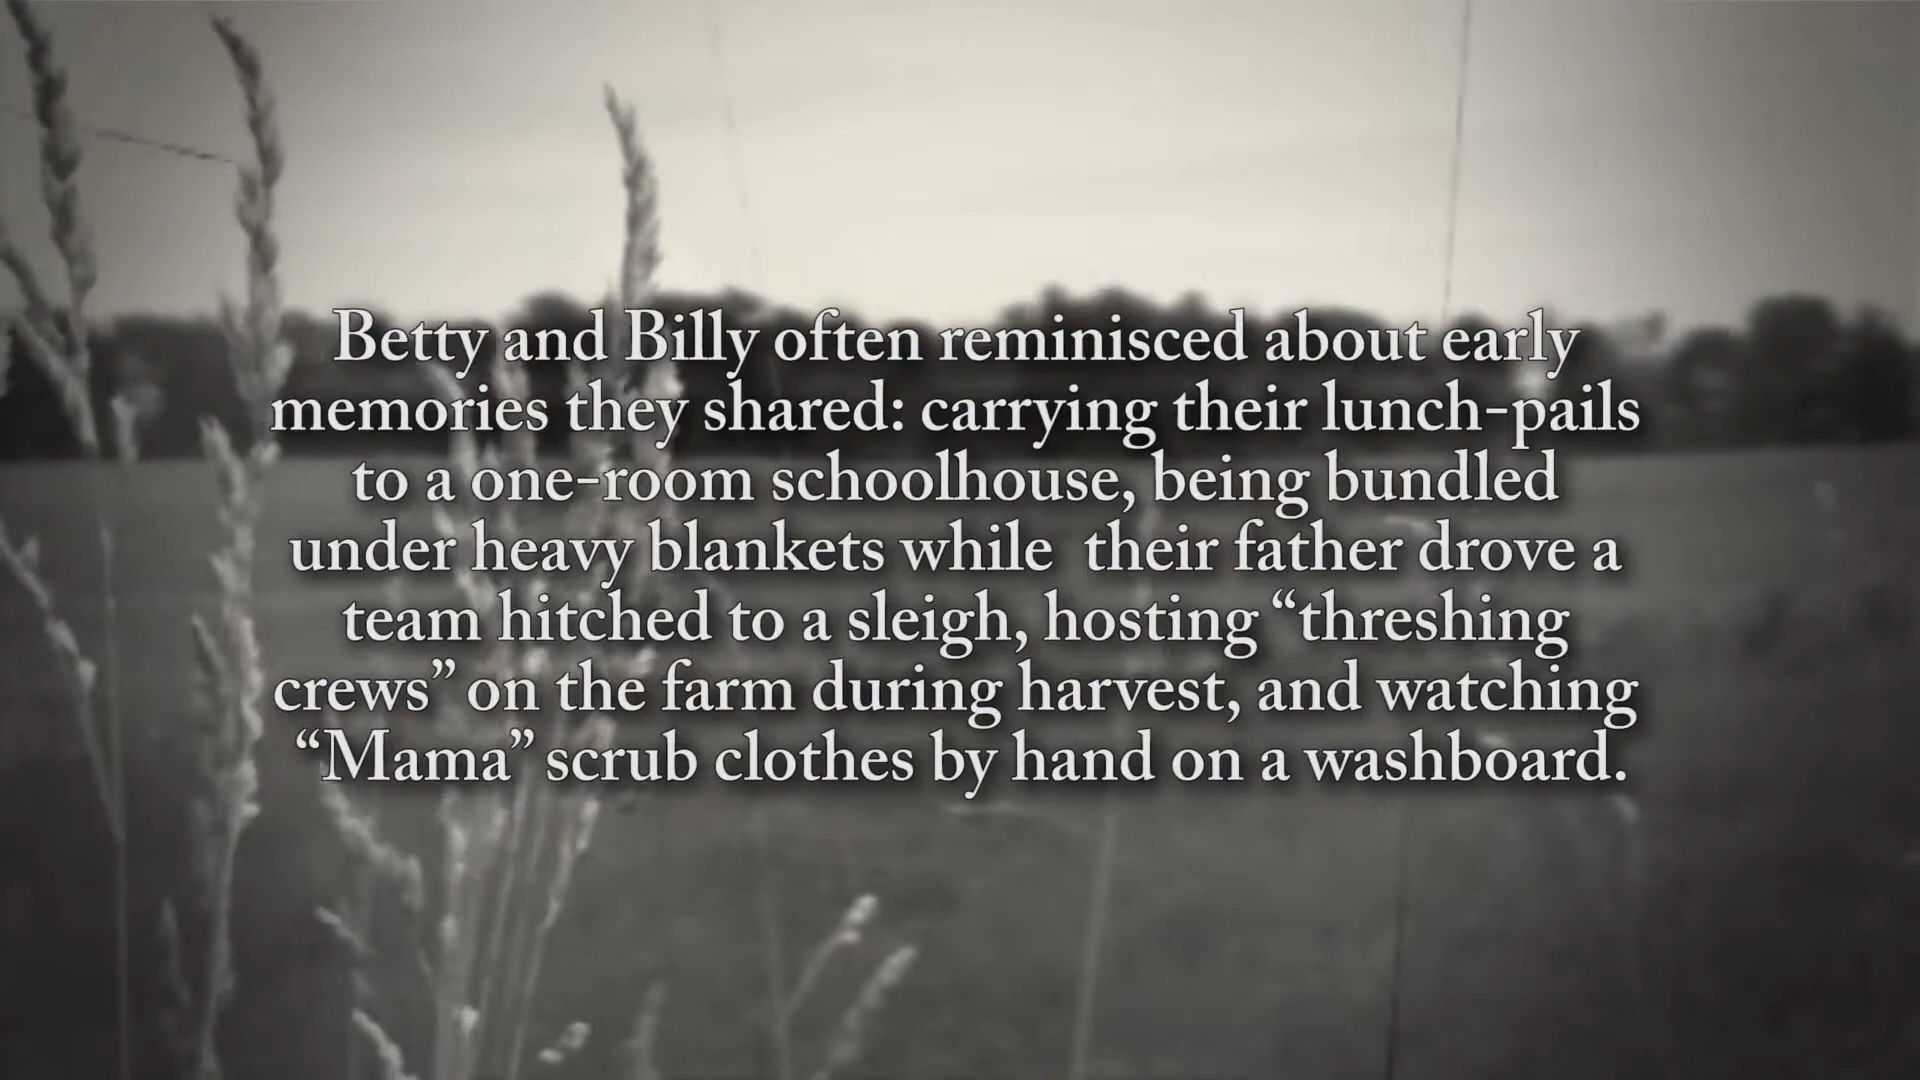 Betty and Billy often reminisced about early
memories they shared: carrying their lunch-pails
to a one-room schoolhouse, being bundled
under heavy blankets while  their father drove a
team hitched to a sleigh, hosting “threshing
crews” on the farm during harvest, and watching
“Mama” scrub clothes by hand on a washboard.